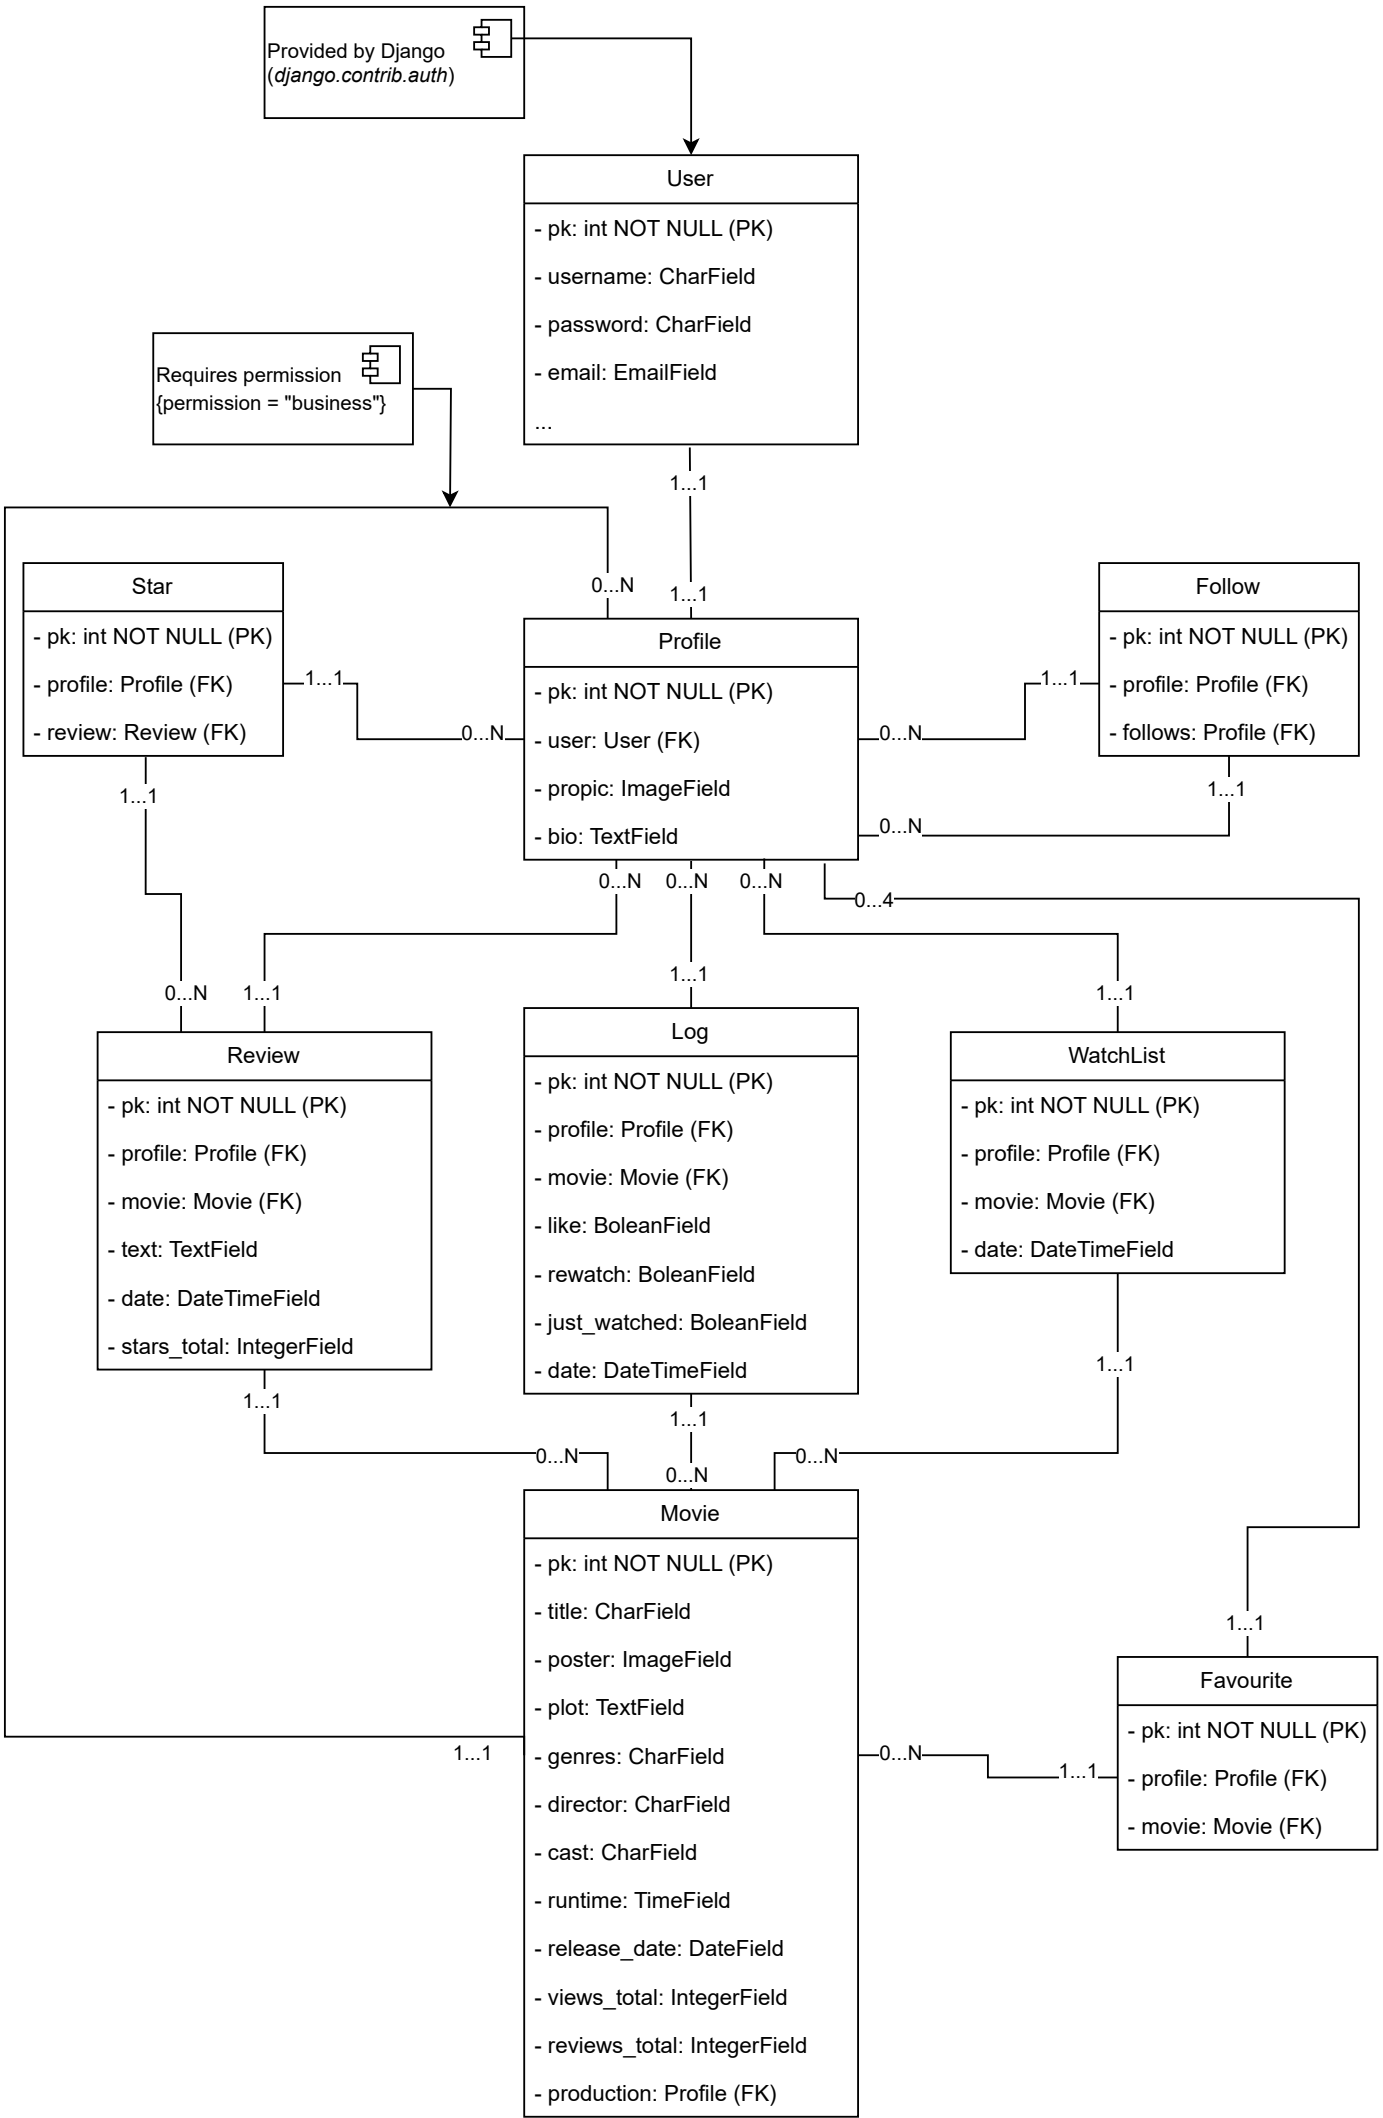 Provided by Django
(django.contrib.auth)
User
- pk: int NOT NULL (PK)
- username: CharField
- password: CharField
- email: EmailField
...
Requires permission
{permission = "business"}
1...1
0...N
1...1
Star
- pk: int NOT NULL (PK)
- profile: Profile (FK)
- review: Review (FK)
1...1
0...N
1...1
Profile
- pk: int NOT NULL (PK)
- user: User (FK)
- propic: ImageField
- bio: TextField
Follow
- pk: int NOT NULL (PK)
- profile: Profile (FK)
- follows: Profile (FK)
1...1
0...N
1...1
0...N
0...N
0...N
0...N
0...4
0...N
1...1
1...1
1...1
Review
- pk: int NOT NULL (PK)
- profile: Profile (FK)
- movie: Movie (FK)
- text: TextField
- date: DateTimeField
- stars_total: IntegerField
1...1
0...N
Log
- pk: int NOT NULL (PK)
- profile: Profile (FK)
- movie: Movie (FK)
- like: BoleanField
- rewatch: BoleanField
- just_watched: BoleanField
- date: DateTimeField
1...1
0...N
WatchList
- pk: int NOT NULL (PK)
- profile: Profile (FK)
- movie: Movie (FK)
- date: DateTimeField
1...1
0...N
Movie
- pk: int NOT NULL (PK)
- title: CharField
- poster: ImageField
- plot: TextField
- genres: CharField
- director: CharField
- cast: CharField
- runtime: TimeField
- release_date: DateField
- views_total: IntegerField
- reviews_total: IntegerField
- production: Profile (FK)
1...1
0...N
1...1
1...1
Favourite
- pk: int NOT NULL (PK)
- profile: Profile (FK)
- movie: Movie (FK)